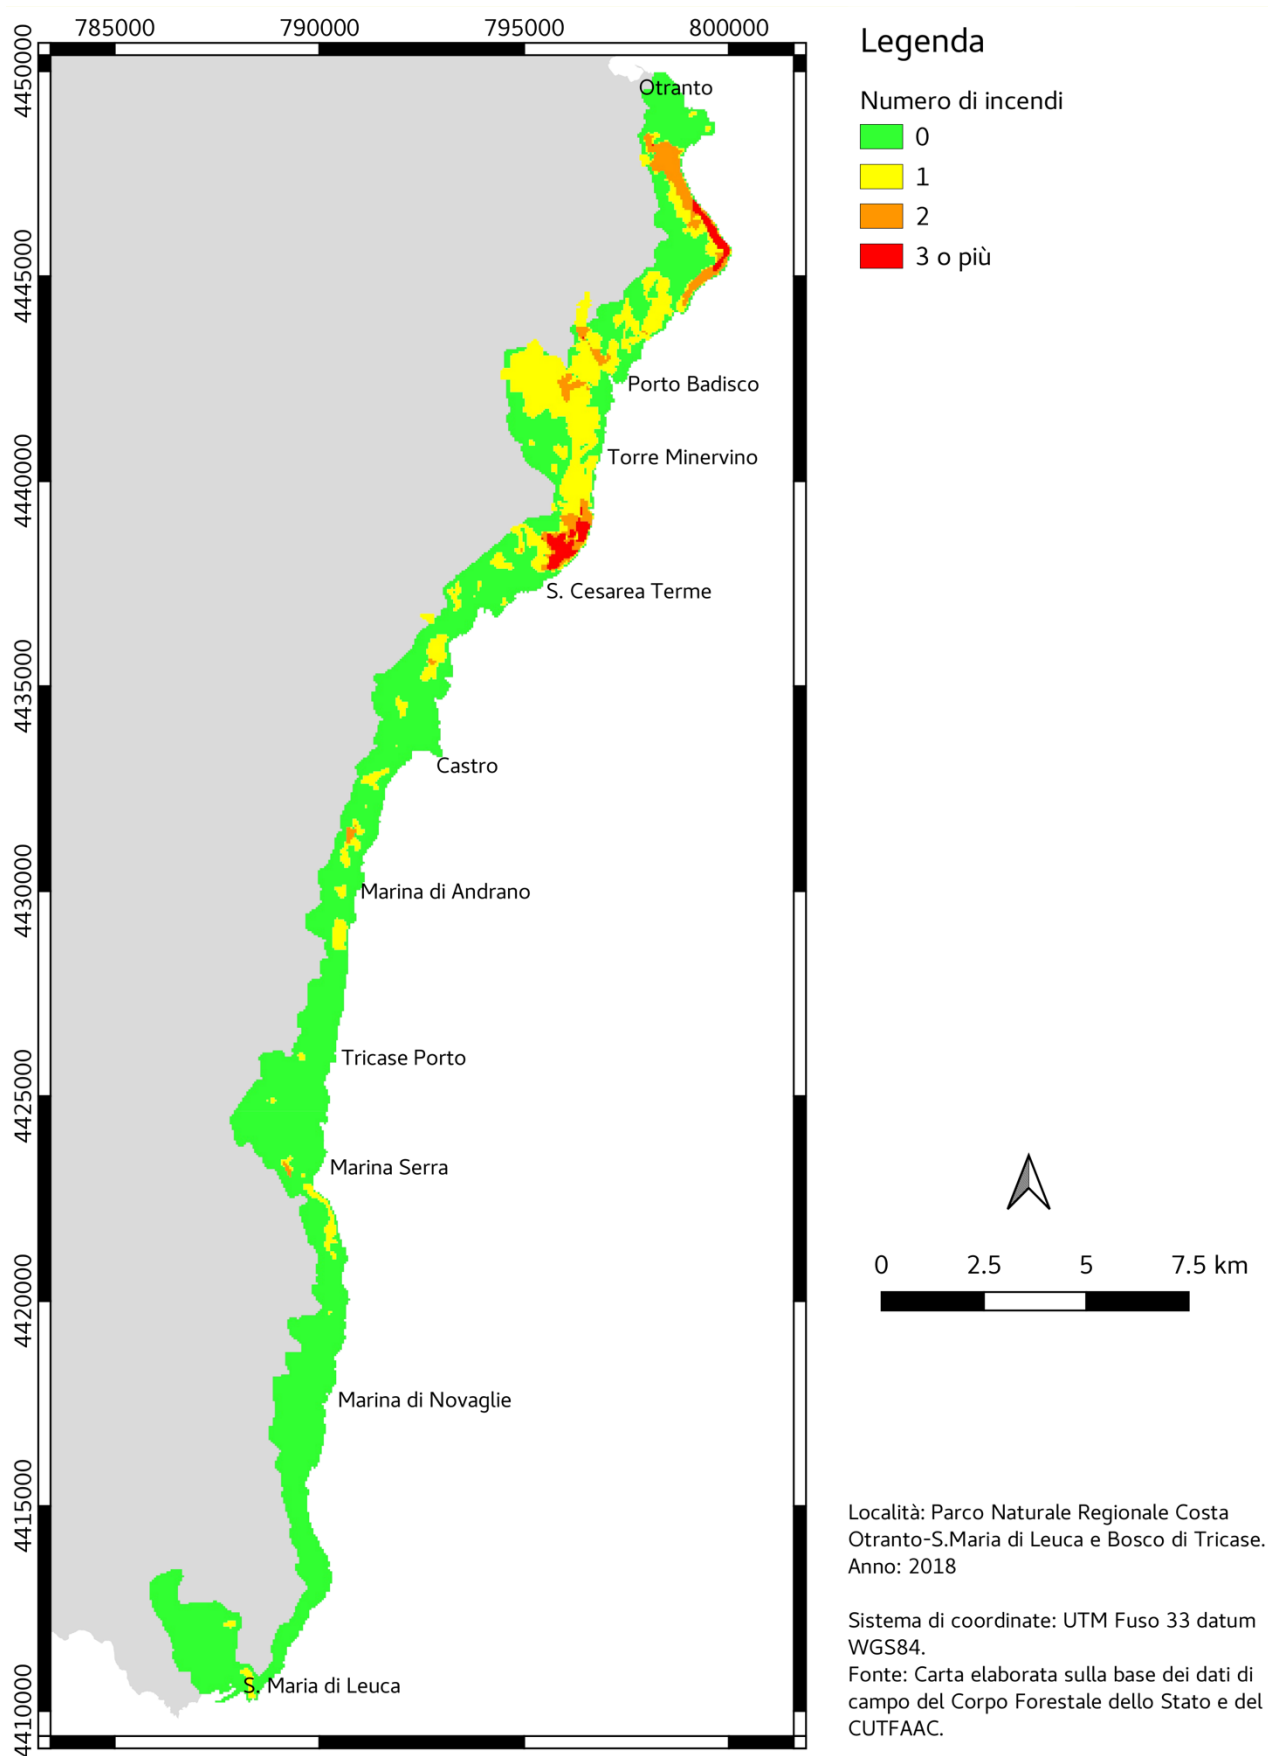 785000
790000
795000
800000
4450000
4445000
4440000
4435000
4430000
4425000
4420000
4415000
4410000
Otranto
Porto Badisco
Torre Minervino
S. Cesarea Terme
Castro
Marina di Andrano
Tricase Porto
Marina Serra
Marina di Novaglie
S. Maria di Leuca
Legenda
Numero di incendi
0
1
2
3 o più
0 2.5 5 7.5 km
Località: Parco Naturale Regionale Costa
Otranto-S.Maria di Leuca e Bosco di Tricase.
Anno: 2018
Sistema di coordinate: UTM Fuso 33 datum
WGS84.
Fonte: Carta elaborata sulla base dei dati di
campo del Corpo Forestale dello Stato e del
CUTFAAC.